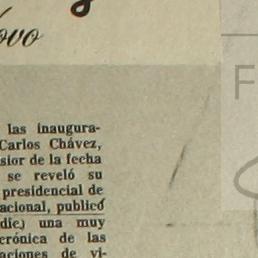 ovo
las inaugura-
Carlos Chávez,
sior de la fecha
se reveló su
presidencial de
acional, publicó
die,) una muy
crónica de las
aciones de vi-
F